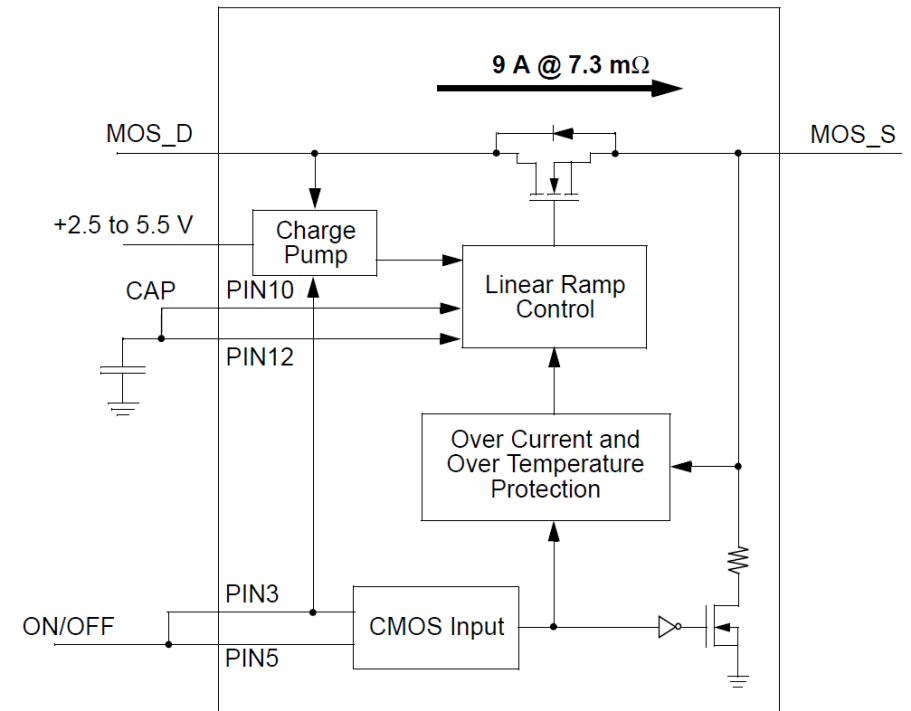 9 A @ 7.3 mΩ
MOS_D
MOS_S
+2.5 to 5.5 V
Charge
Pump
CAP
PIN10
Linear Ramp
Control
PIN12
Over Current and
Over Temperature
Protection
PIN3
ON/OFF
CMOS Input
PIN5